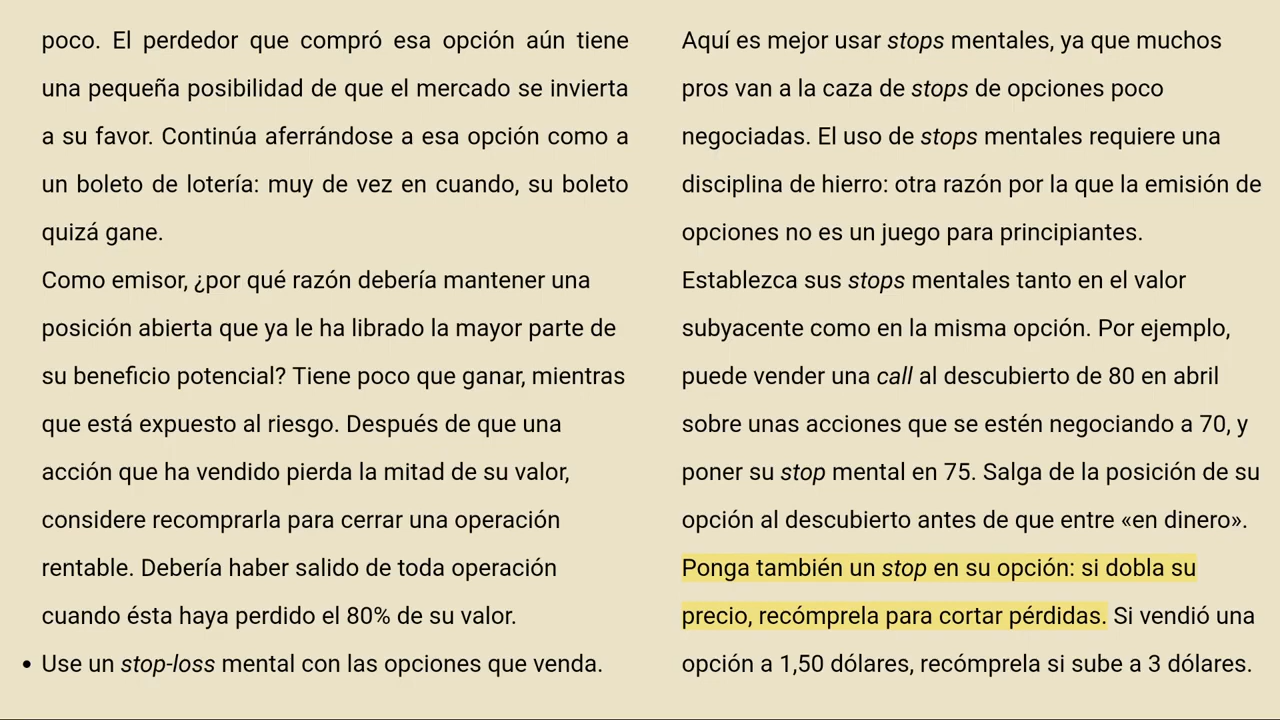 poco. El perdedor que compró esa opción aún tiene
una pequeña posibilidad de que el mercado se invierta
a su favor. Continúa aferrándose a esa opción como a
un boleto de lotería: muy de vez en cuando, su boleto
quizá gane.
Como emisor, ¿por qué razón debería mantener una
posición abierta que ya le ha librado la mayor parte de
su beneficio potencial? Tiene poco que ganar, mientras
que está expuesto al riesgo. Después de que una
acción que ha vendido pierda la mitad de su valor,
considere recomprarla para cerrar una operación
rentable. Debería haber salido de toda operación
cuando ésta haya perdido el 80% de su valor.
• Use un stop-loss mental con las opciones que venda.
Aquí es mejor usar stops mentales, ya que muchos
pros van a la caza de stops de opciones poco
negociadas. El uso de stops mentales requiere una
disciplina de hierro: otra razón por la que la emisión de
opciones no es un juego para principiantes.
Establezca sus stops mentales tanto en el valor
subyacente como en la misma opción. Por ejemplo,
puede vender una call al descubierto de 80 en abril
sobre unas acciones que se estén negociando a 70, y
poner su stop mental en 75. Salga de la posición de su
opción al descubierto antes de que entre «en dinero».
Ponga también un stop en su opción: si dobla su
precio, recómprela para cortar pérdidas. Si vendió una
opción a 1,50 dólares, recómprela si sube a 3 dólares.